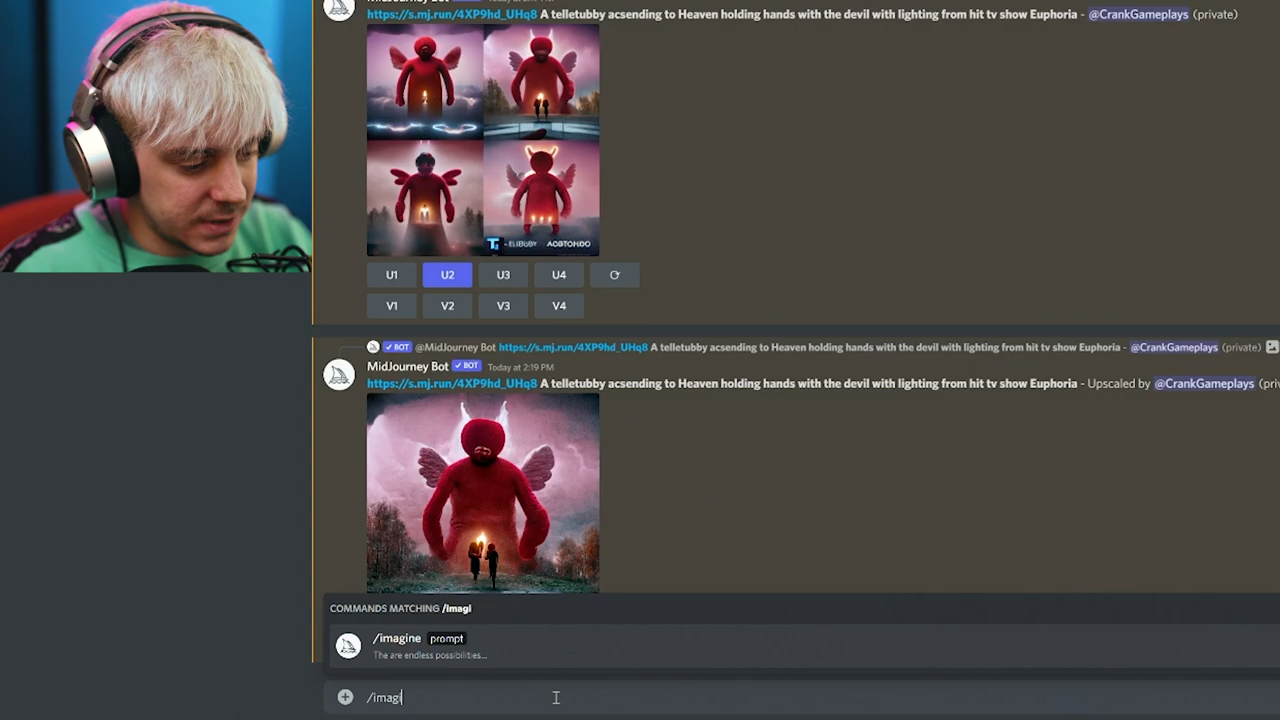 https://s.mj.run/4XP9hd_UHq8 A telletubby acsending to Heaven holding hands with the devil with lighting from hit tv show Euphoria - @CrankGameplays (private)
T - ELIBUBY AOBTOHDO
U1 U2 U3 U4
V1 V2 V3 V4
BOT @MidJourney Bot https://s.mj.run/4XP9hd_UHq8 A telletubby acsending to Heaven holding hands with the devil with lighting from hit tv show Euphoria - @CrankGameplays (private)
MidJourney Bot BOT Today at 2:19 PM
https://s.mj.run/4XP9hd_UHq8 A telletubby acsending to Heaven holding hands with the devil with lighting from hit tv show Euphoria - Upscaled by @CrankGameplays (priv
COMMANDS MATCHING /imagi
/imagine prompt
The are endless possibilities...
/imagi